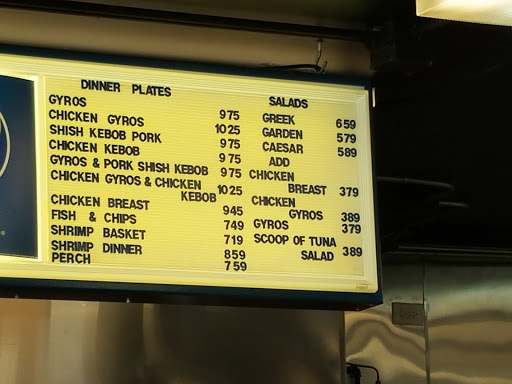 DINNER PLATES
GYROS 975
CHICKEN GYROS 1025
SHISH KEBOB PORK 975
CHICKEN KEBOB 975
GYROS & PORK SHISH KEBOB 975
CHICKEN GYROS & CHICKEN 1025
KEBOB
CHICKEN BREAST 945
FISH & CHIPS 749
SHRIMP BASKET 719
SHRIMP DINNER 859
PERCH 759
SALADS
GREEK 659
GARDEN 579
CAESAR 589
ADD
CHICKEN
BREAST 379
CHICKEN
GYROS 389
GYROS 379
SCOOP OF TUNA
SALAD 389